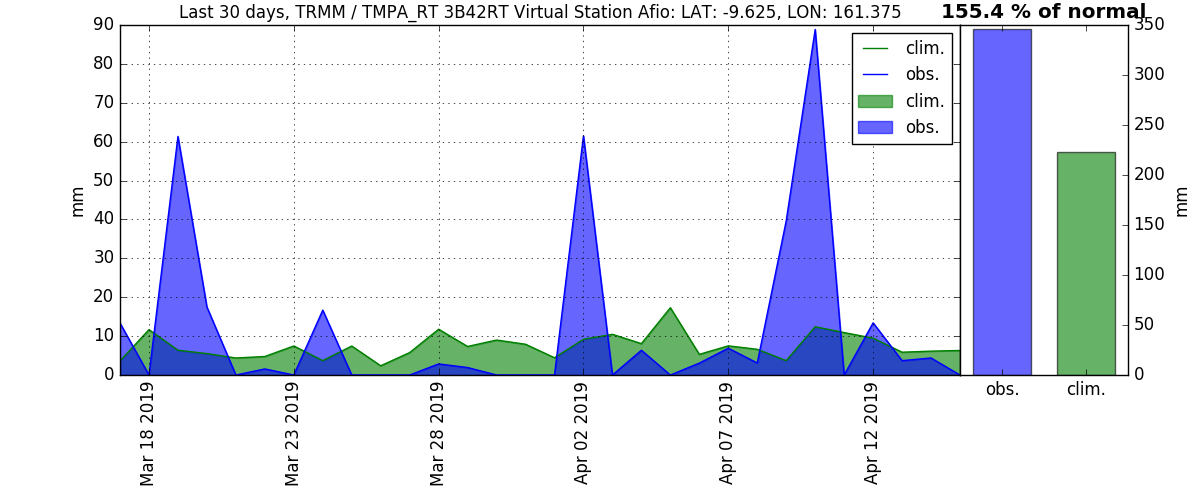 Last 30 days, TRMM / TMPA_RT 3B42RT Virtual Station Afio: LAT: -9.625, LON: 161.375
155.4 % of normal
90
80
70
60
50
40
30
20
10
0
mm
clim.
obs.
clim.
obs.
Mar 18 2019
Mar 23 2019
Mar 28 2019
Apr 02 2019
Apr 07 2019
Apr 12 2019
350
300
250
200
150
100
50
0
mm
obs.
clim.